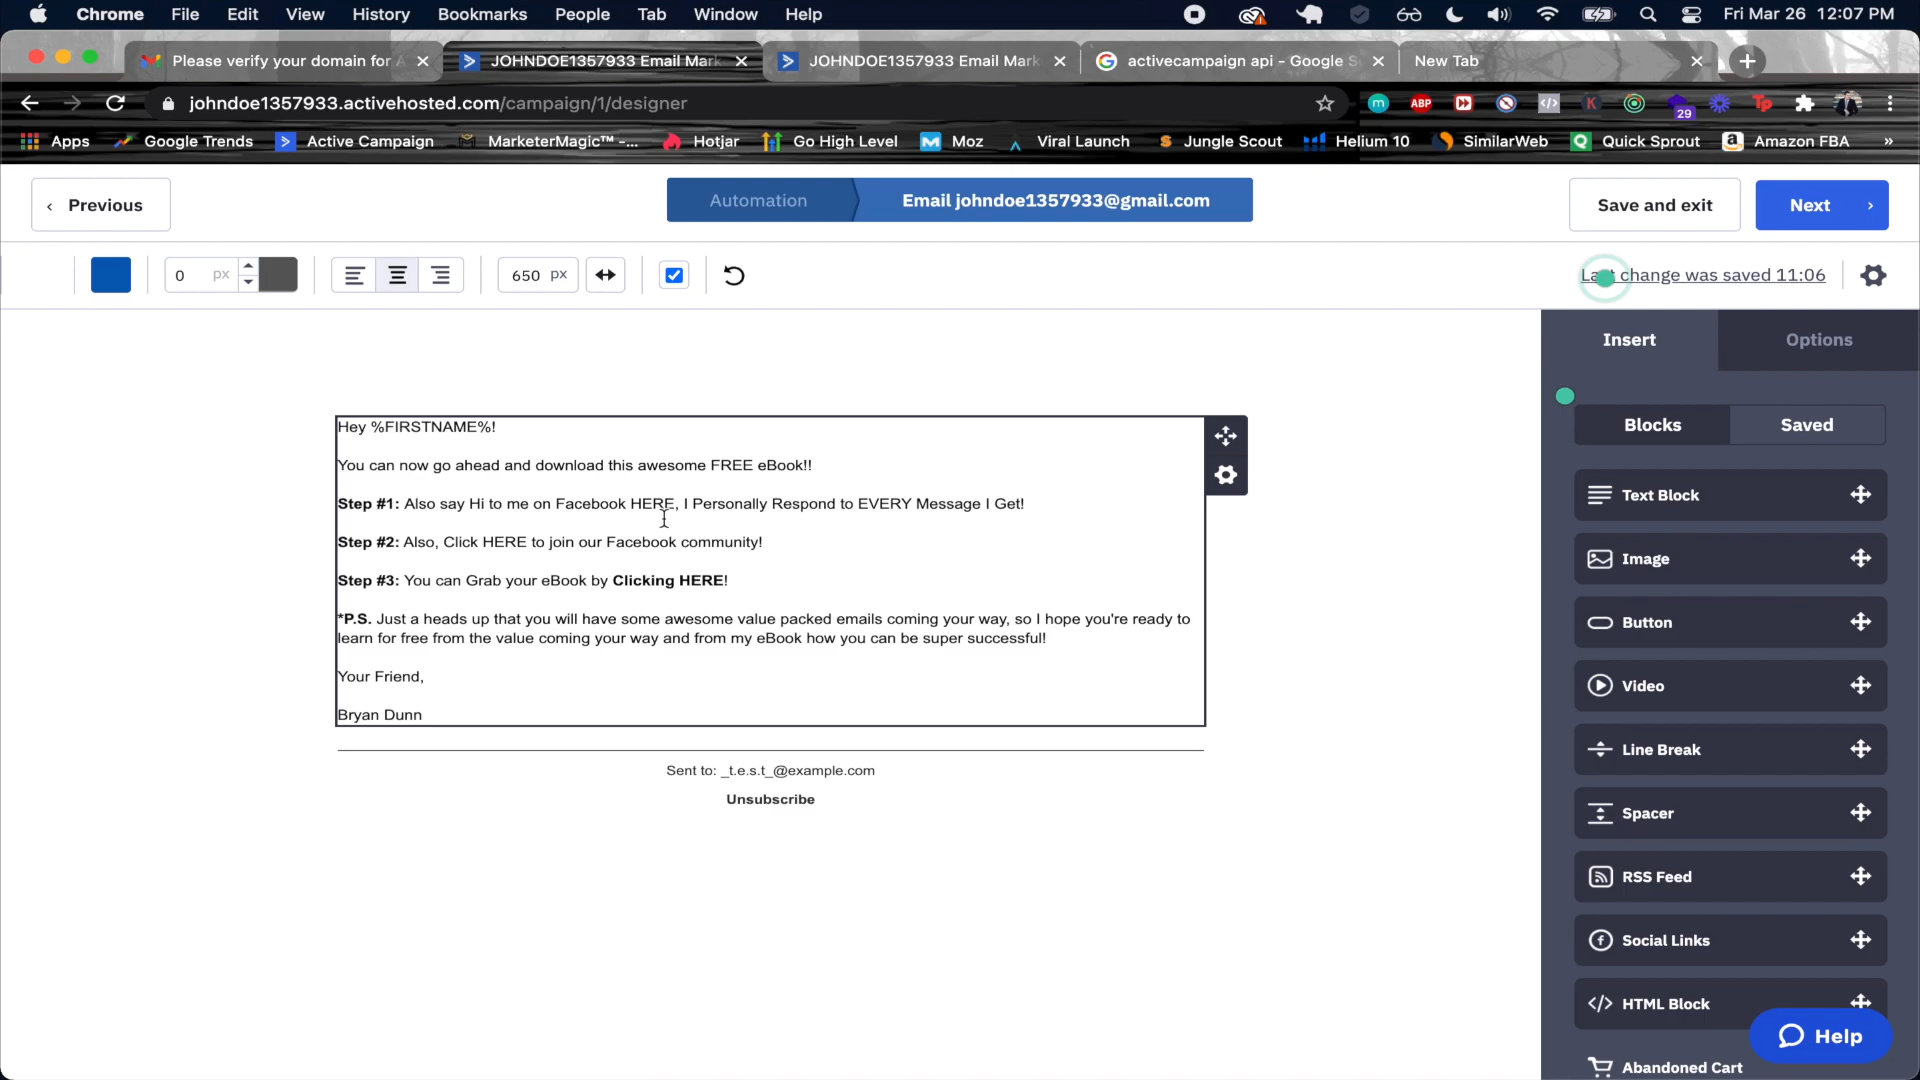 Chrome File Edit View History Bookmarks People Tab Window Help Fri Mar 26 12:07 PM
Please verify your domain for A JOHNDOE1357933 Email Mark JOHNDOE1357933 Email Mark activecampaign api - Google S New Tab
johndoe1357933.activehosted.com/campaign/1/designer m ABP K 29 Tp
Apps Google Trends Active Campaign MarketerMagic™ -... Hotjar Go High Level Moz Viral Launch Jungle Scout Helium 10 SimilarWeb Quick Sprout Amazon FBA »
Previous Automation Email johndoe1357933@gmail.com Save and exit Next
0 px 650 px Last change was saved 11:06
Insert Options
Blocks Saved
Hey %FIRSTNAME%!
You can now go ahead and download this awesome FREE eBook!!
Step #1: Also say Hi to me on Facebook HERE, I Personally Respond to EVERY Message I Get!
Step #2: Also, Click HERE to join our Facebook community!
Step #3: You can Grab your eBook by Clicking HERE!
*P.S. Just a heads up that you will have some awesome value packed emails coming your way, so I hope you're ready to
learn for free from the value coming your way and from my eBook how you can be super successful!
Your Friend,
Bryan Dunn
Sent to: _t.e.s.t_@example.com
Unsubscribe
Text Block
Image
Button
Video
Line Break
Spacer
RSS Feed
Social Links
HTML Block
Abandoned Cart
Help